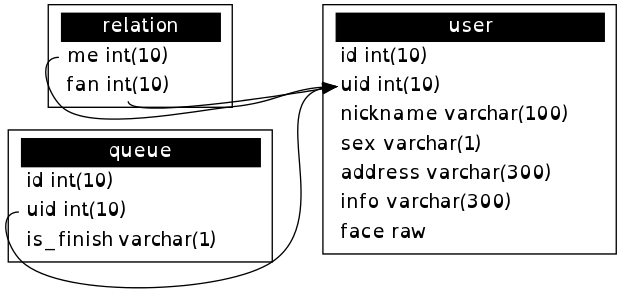 relation
me int(10)
fan int(10)
queue
id int(10)
uid int(10)
is_finish varchar(1)
user
id int(10)
uid int(10)
nickname varchar(100)
sex varchar(1)
address varchar(300)
info varchar(300)
face raw